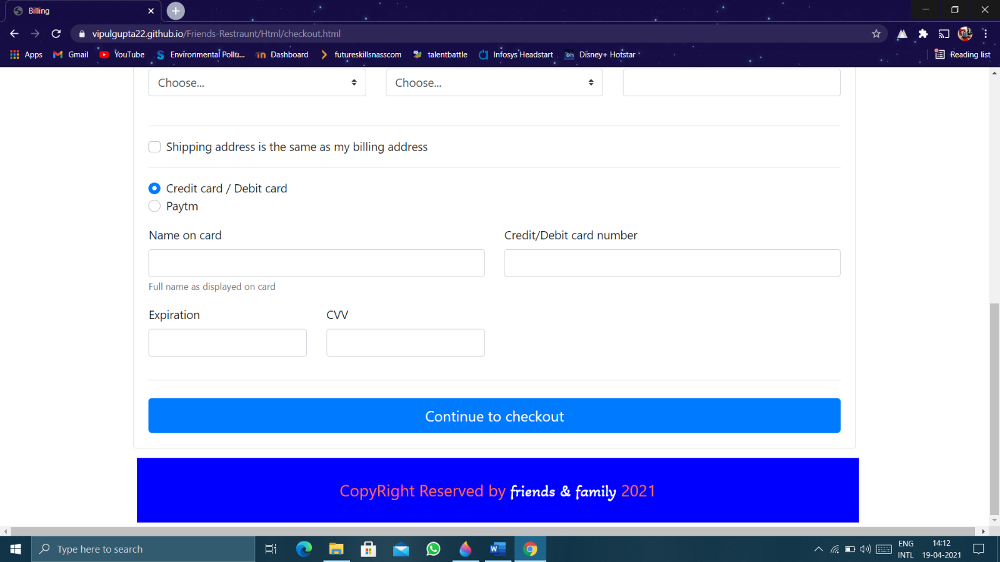 Billing
vipulgupta22.github.io/Friends-Restraunt/Html/checkout.html
Apps Gmail YouTube Environmental Pollu... Dashboard futureskillsnasscom talentbattle Infosys Headstart Disney+ Hotstar Reading list
Choose... Choose...
Shipping address is the same as my billing address
Credit card / Debit card
Paytm
Name on card Credit/Debit card number
Full name as displayed on card
Expiration CVV
Continue to checkout
CopyRight Reserved by friends & family 2021
Type here to search
ENG 14:12
INTL 19-04-2021